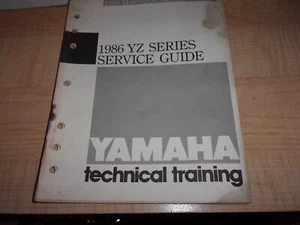 1986 YZ SERIES
SERVICE GUIDE
YAMAHA
technical training